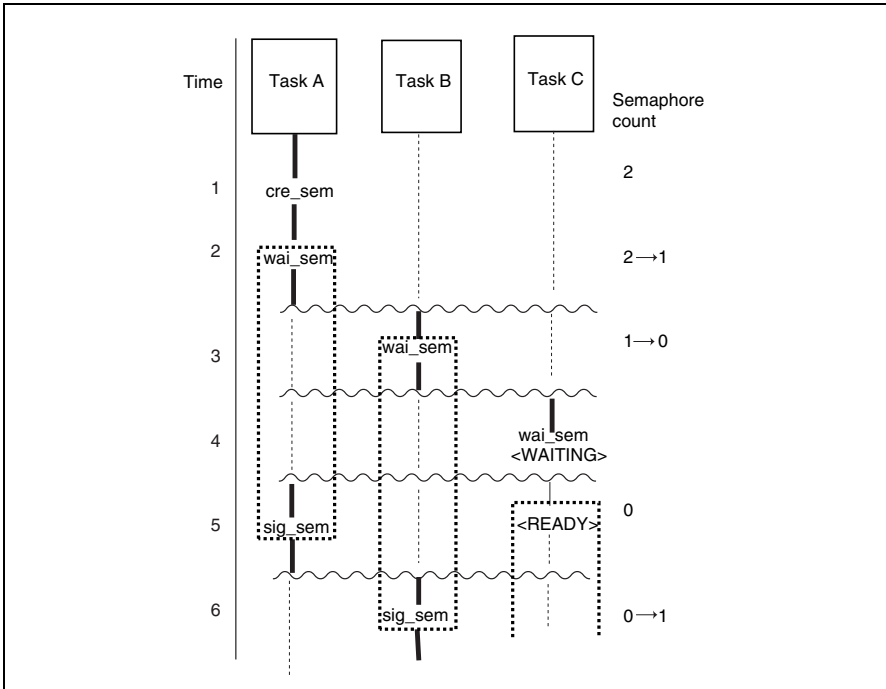 Time
Task A
Task B
Task C
Semaphore
count
2
1
cre_sem
2
wai_sem
2→1
3
wai_sem
1→0
4
wai_sem
<WAITING>
0
5
sig_sem
<READY>
6
sig_sem
0→1